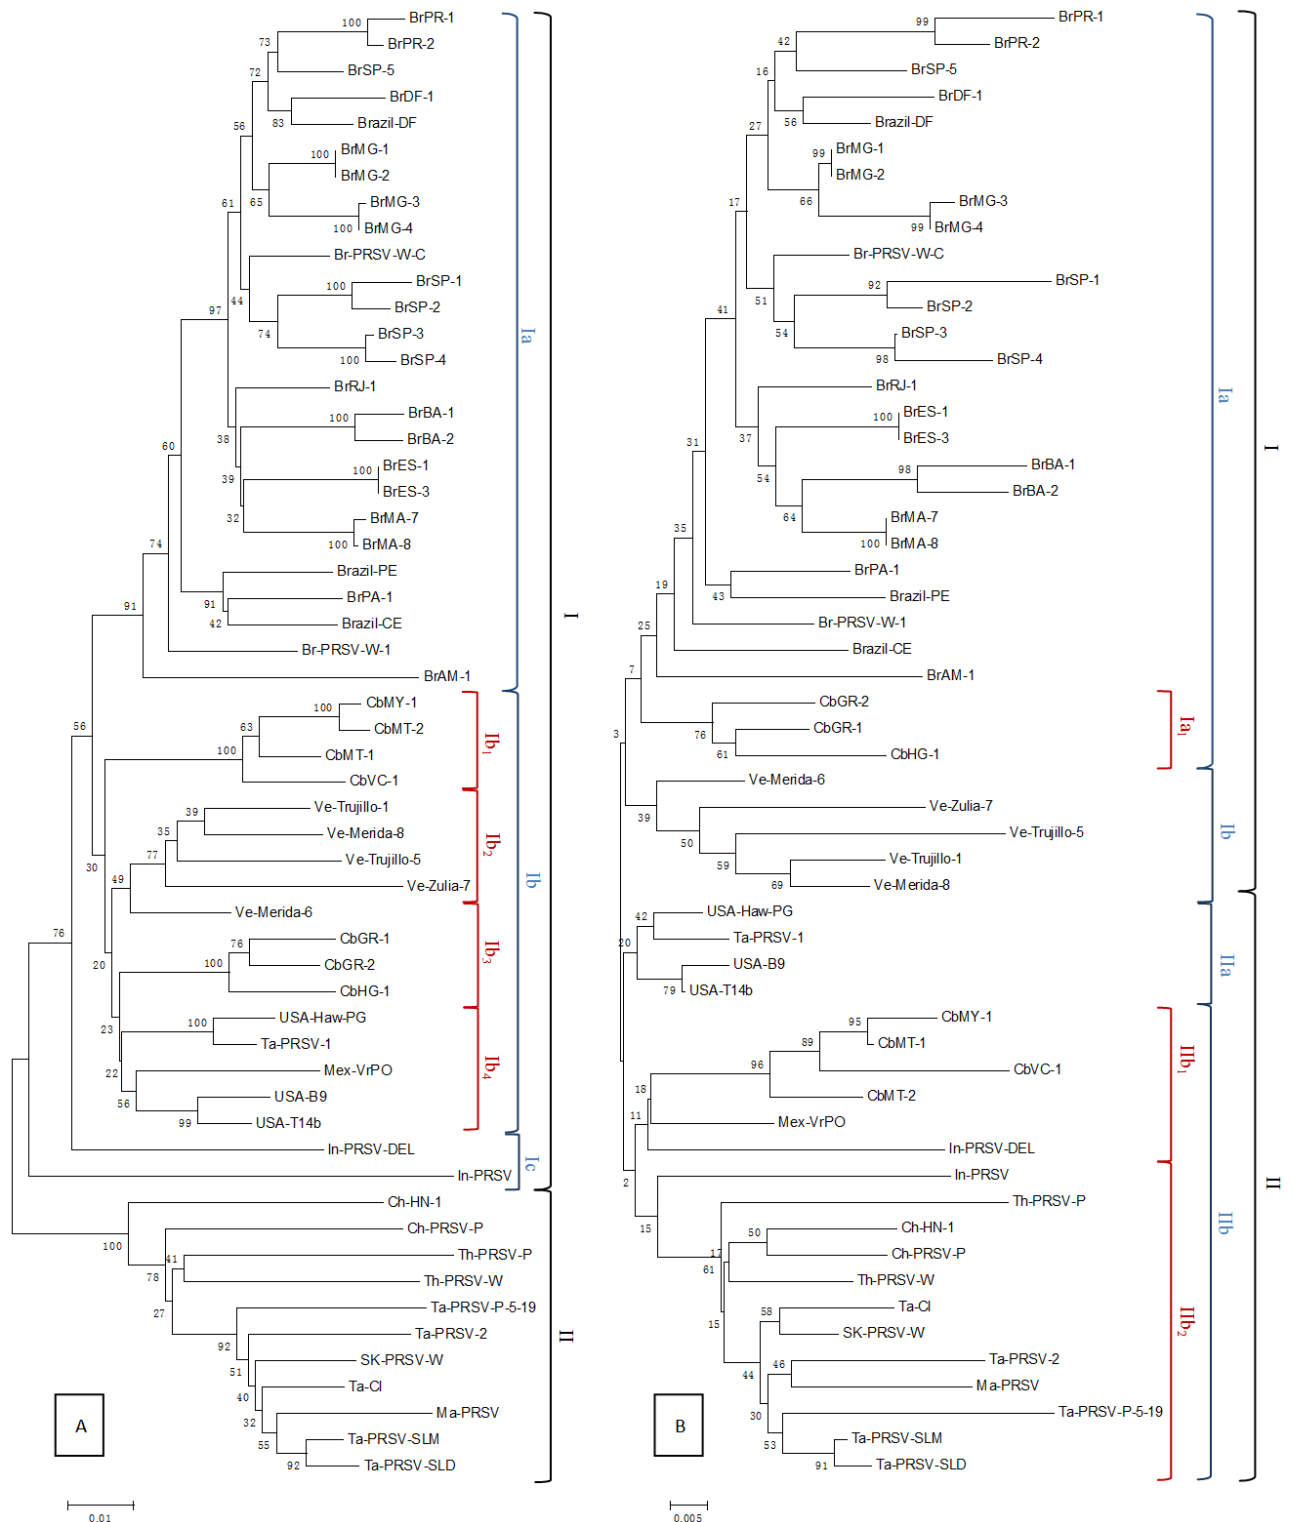 BrPR-1
100
BrPR-2
73
BrSP-5
72
BrDF-1
83
Brazil-DF
56
BrMG-1
100
BrMG-2
65
BrMG-3
100
BrMG-4
61
Br-PRSV-W-C
44
BrSP-1
100
BrSP-2
74
BrSP-3
100
BrSP-4
97
BrRJ-1
38
BrBA-1
100
BrBA-2
39
BrES-1
100
BrES-3
32
BrMA-7
100
BrMA-8
60
Brazil-PE
91
BrPA-1
42
Brazil-CE
74
Br-PRSV-W-1
91
BrAM-1
56
CbMY-1
100
CbMT-2
63
CbMT-1
100
CbVC-1
30
Ve-Trujillo-1
39
Ve-Merida-8
35
Ve-Trujillo-5
77
Ve-Zulia-7
49
Ve-Merida-6
20
CbGR-1
76
CbGR-2
100
CbHG-1
23
USA-Haw-PG
100
Ta-PRSV-1
22
Mex-VrPO
56
USA-B9
99
USA-T14b
76
In-PRSV-DEL
In-PRSV
Ch-HN-1
100
Ch-PRSV-P
78
Th-PRSV-P
41
Th-PRSV-W
27
Ta-PRSV-P-5-19
92
Ta-PRSV-2
51
SK-PRSV-W
40
Ta-CI
32
Ma-PRSV
55
Ta-PRSV-SLM
92
Ta-PRSV-SLD
Ia
Ib
Ib1
Ib2
Ib3
Ib4
Ic
I
II
A
0.01
BrPR-1
99
BrPR-2
42
BrSP-5
16
BrDF-1
56
Brazil-DF
27
BrMG-1
99
BrMG-2
66
BrMG-3
99
BrMG-4
17
Br-PRSV-W-C
51
BrSP-1
92
BrSP-2
54
BrSP-3
98
BrSP-4
41
BrRJ-1
37
BrES-1
100
BrES-3
54
BrBA-1
98
BrBA-2
64
BrMA-7
100
BrMA-8
31
BrPA-1
43
Brazil-PE
35
Br-PRSV-W-1
19
Brazil-CE
25
BrAM-1
7
CbGR-2
76
CbGR-1
61
CbHG-1
3
Ve-Merida-6
39
Ve-Zulia-7
50
Ve-Trujillo-5
59
Ve-Trujillo-1
69
Ve-Merida-8
USA-Haw-PG
42
Ta-PRSV-1
20
USA-B9
79
USA-T14b
CbMY-1
95
CbMT-1
89
CbVC-1
96
CbMT-2
18
Mex-VrPO
11
In-PRSV-DEL
2
In-PRSV
15
Th-PRSV-P
Ch-HN-1
50
Ch-PRSV-P
17
61
Th-PRSV-W
15
Ta-CI
58
SK-PRSV-W
44
Ta-PRSV-2
46
Ma-PRSV
30
Ta-PRSV-P-5-19
53
Ta-PRSV-SLM
91
Ta-PRSV-SLD
Ia
Ia1
Ib
IIa
IIb
IIb1
IIb2
I
II
B
0.005